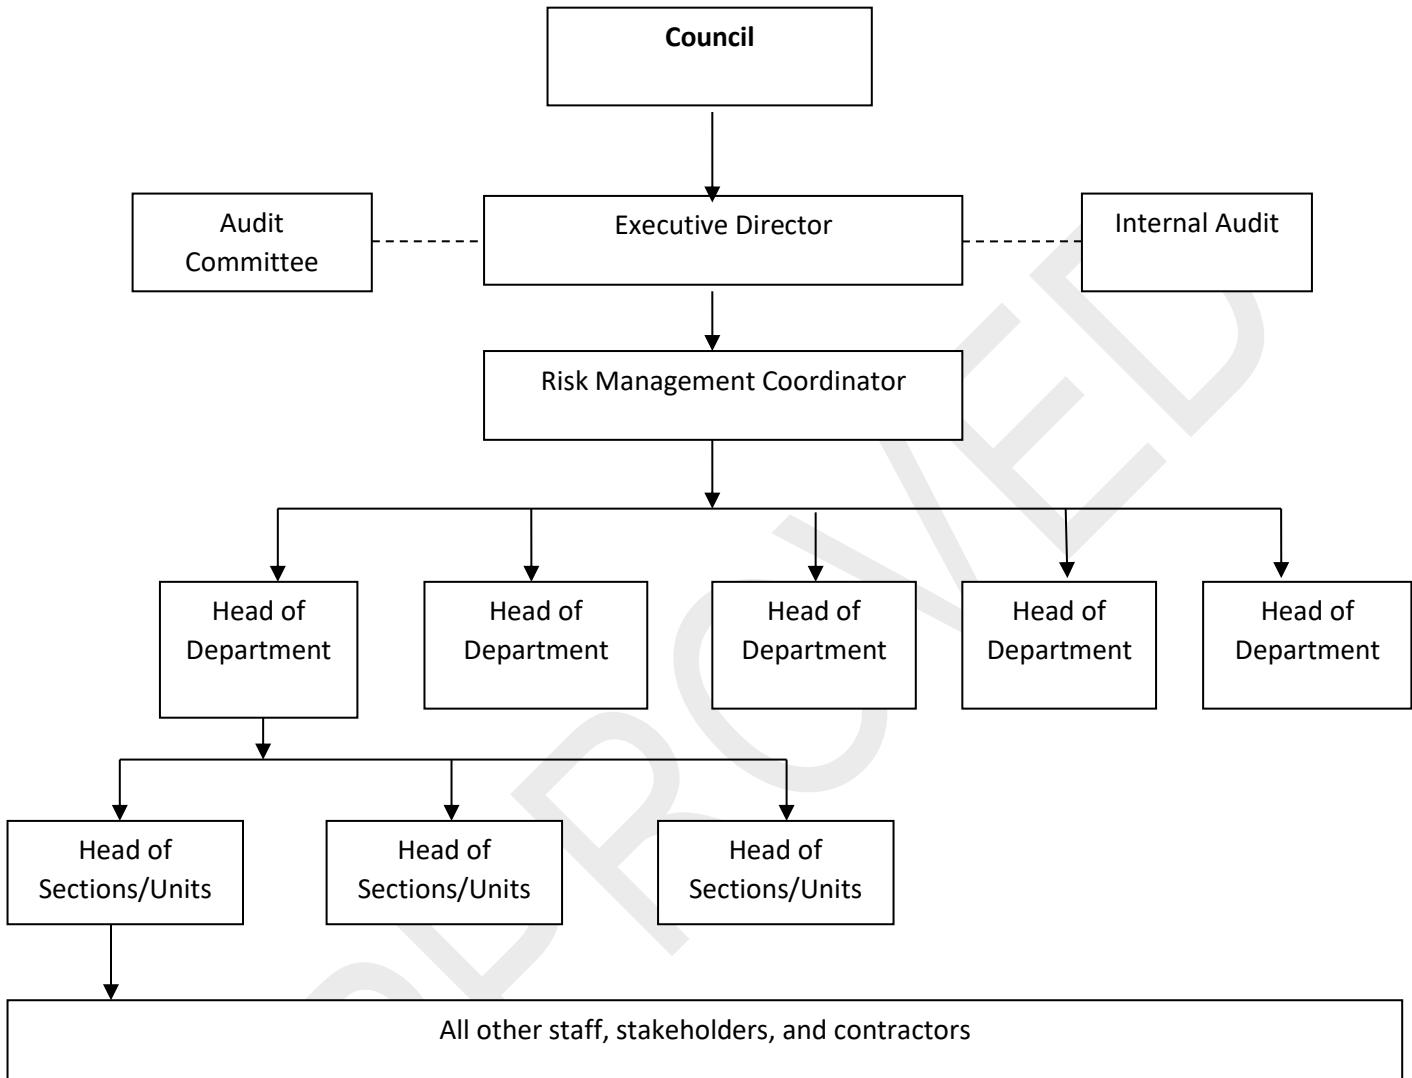 Council
Audit
Committee
Executive Director
Internal Audit
Risk Management Coordinator
Head of
Department
Head of
Department
Head of
Department
Head of
Department
Head of
Department
Head of
Sections/Units
Head of
Sections/Units
Head of
Sections/Units
All other staff, stakeholders, and contractors